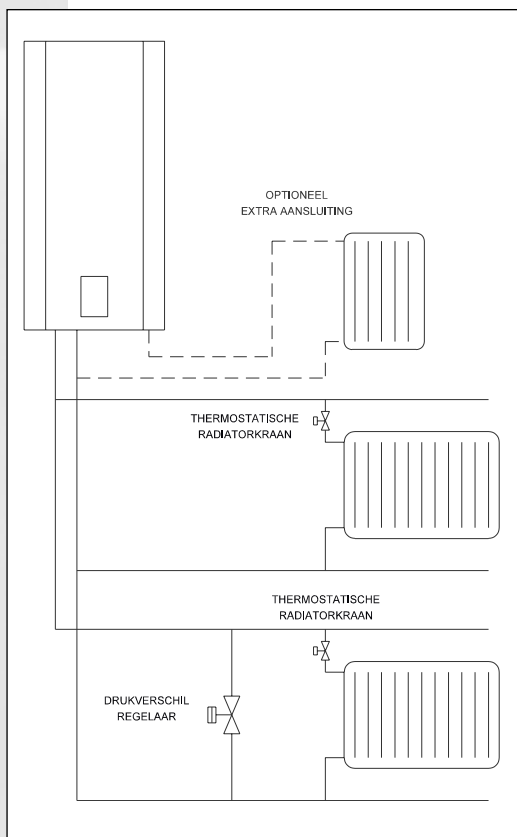 OPTIONEEL
EXTRA AANSLUITING
THERMOSTATISCHE
RADIATORKRAAN
THERMOSTATISCHE
RADIATORKRAAN
DRUKVERSCHIL
REGELAAR